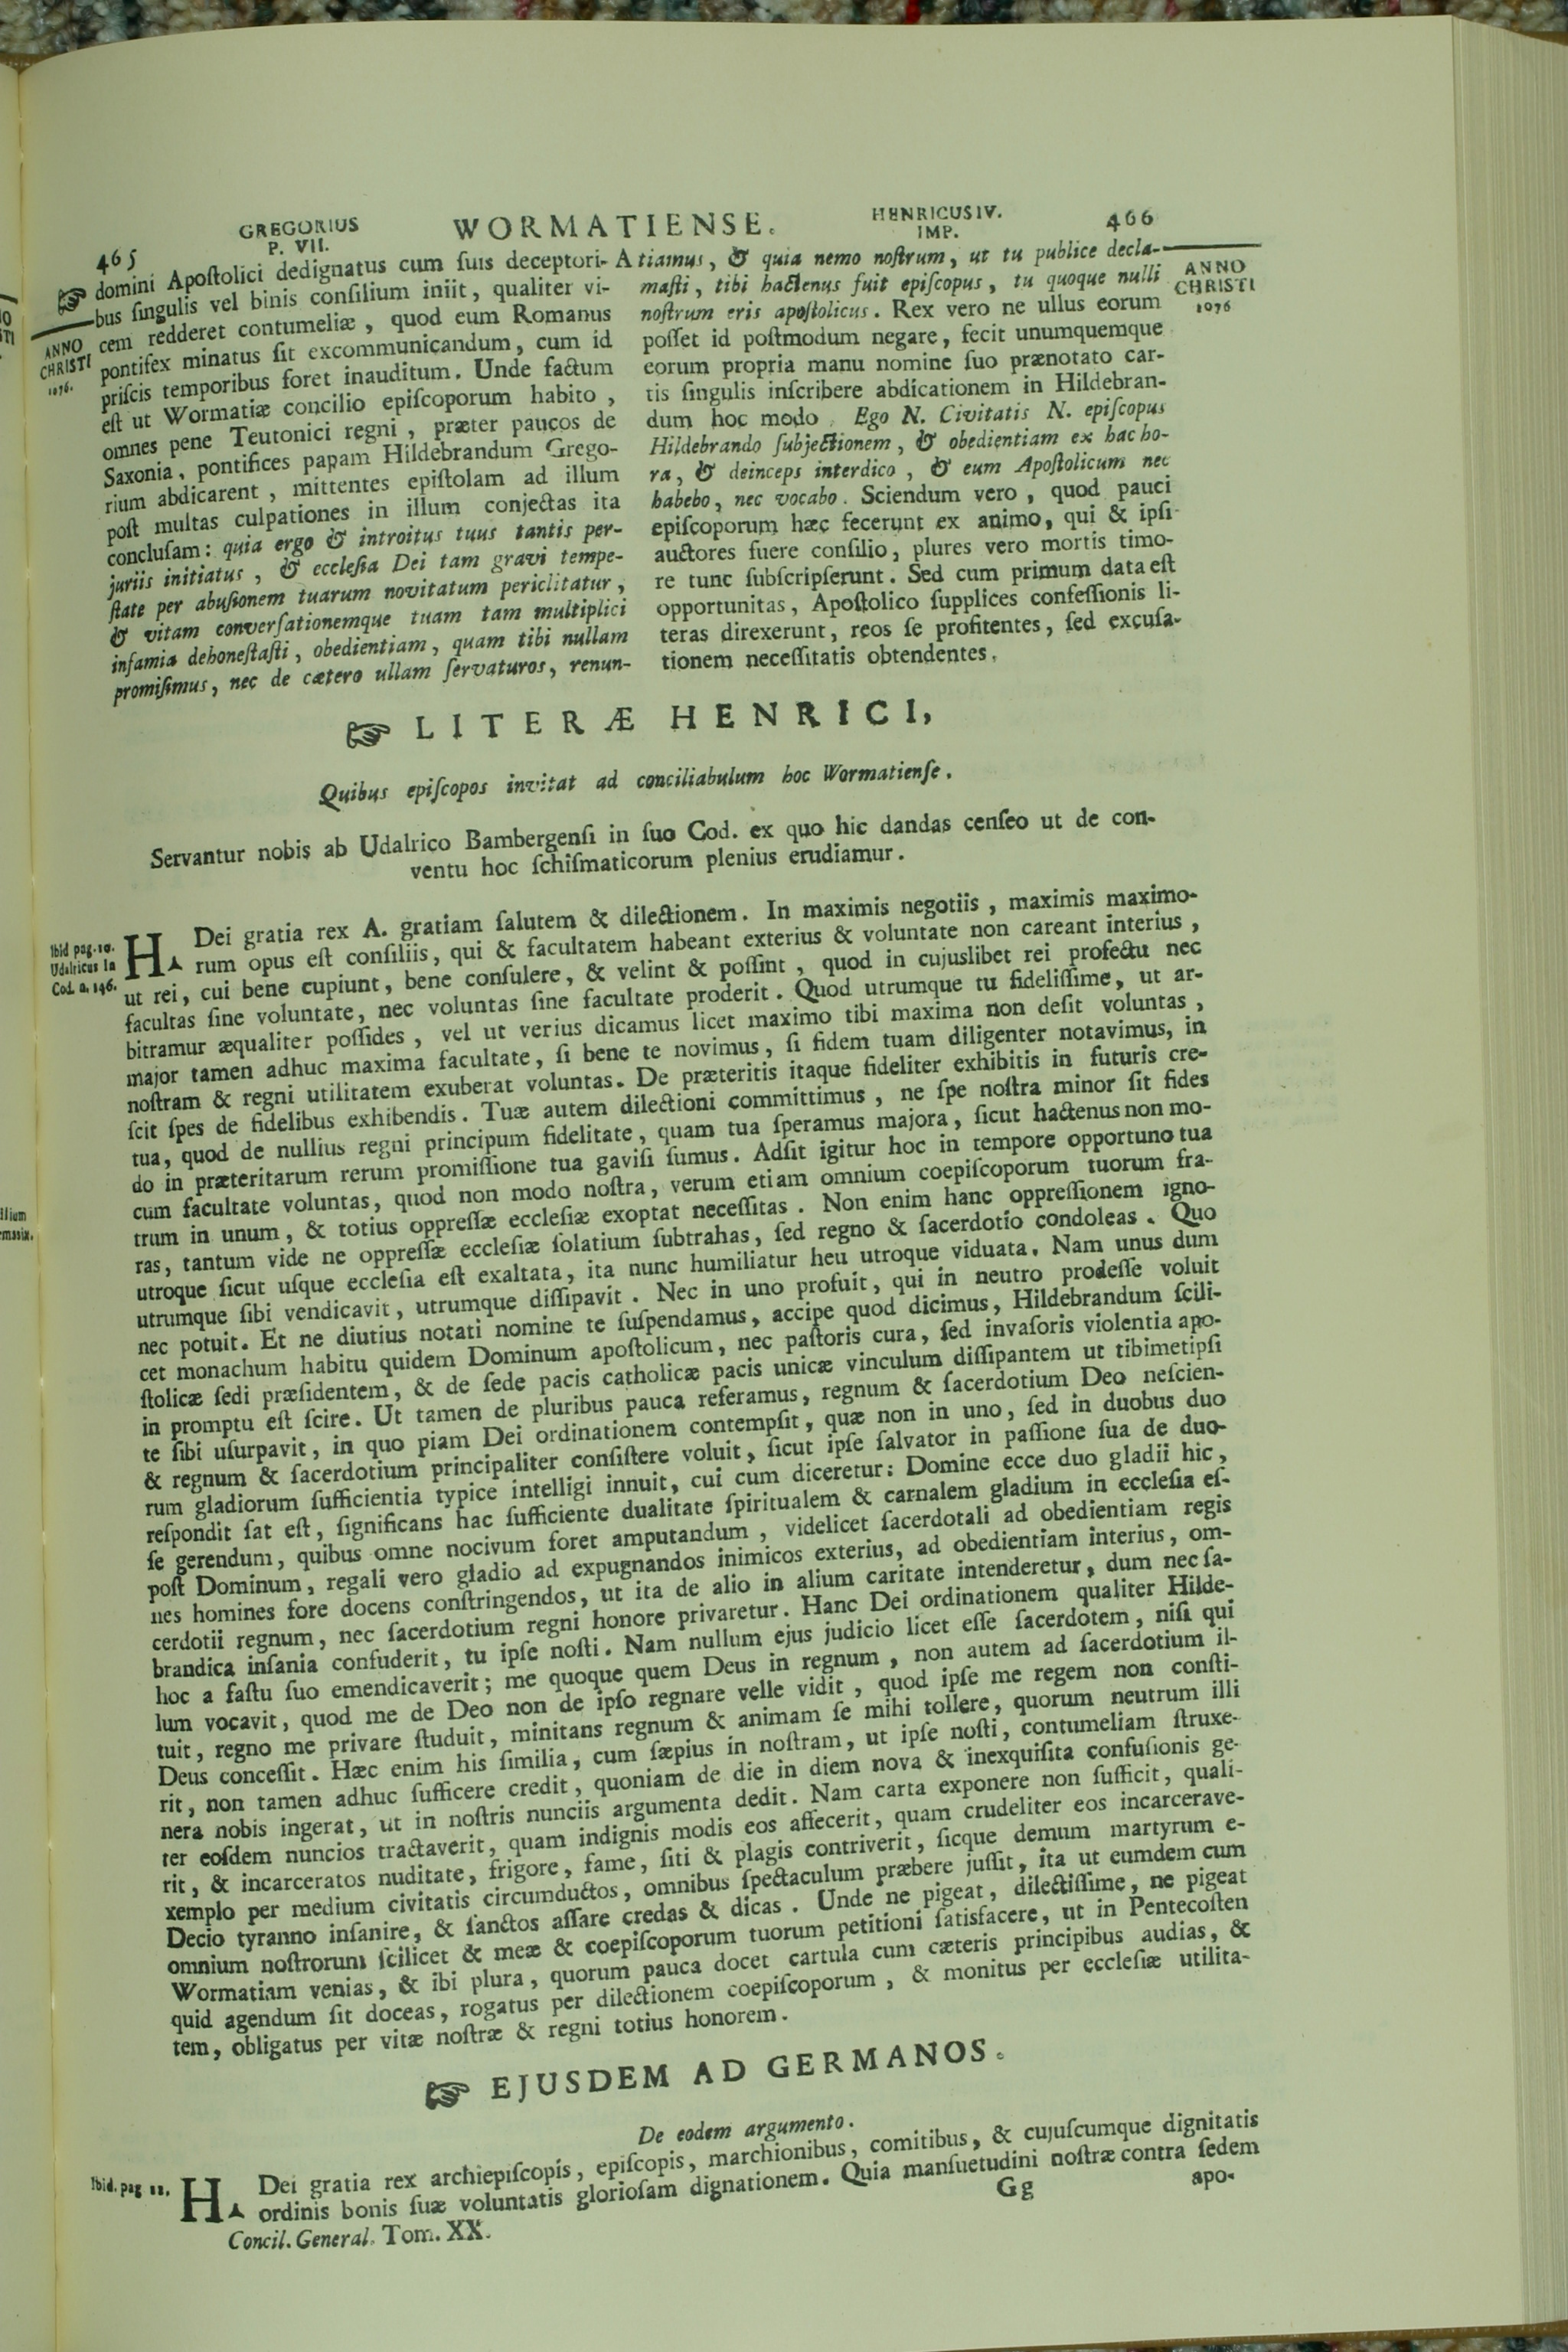 465
GREGORIUS
P. VII.
WORMATIENSE.
HENRICUS IV.
IMP.
466
domini Apoſtolici dedignatus cum ſuis deceptori-
bus ſingulis vel binis conſilium iniit, qualiter vi-
cem redderet contumeliæ, quod eum Romanus
pontifex minatus ſit excommunicandum, cum id
priſcis temporibus foret inauditum. Unde factum
eſt ut Wormatiæ concilio epiſcoporum habito,
omnes pene Teutonici regni, præter paucos de
Saxonia, pontifices papam Hildebrandum Grego-
rium abdicarent, mittentes epiſtolam ad illum
poſt multas culpationes in illum conjectas ita
concluſam: quia ergo & introitus tuus tantis per-
juriis initiatus, & eccleſia Dei tam gravi tempe-
ſtate per abuſionem tuarum novitatum periclitatur,
& vitam converſationemque tuam tam multiplici
infamia dehoneſtaſti, obedientiam, quam tibi nullam
promiſimus, nec de cætero ullam ſervaturos, renun-
ANNO
CHRISTI
1076.
A tiamus, & quia nemo noſtrum, ut tu publice decla-
maſti, tibi hactenus fuit epiſcopus, tu quoque nulli
noſtrum eris apoſtolicus. Rex vero ne ullus eorum
poſſet id poſtmodum negare, fecit unumquemque
eorum propria manu nomine ſuo prænotato car-
tis ſingulis inſcribere abdicationem in Hildebran-
dum hoc modo. Ego N. Civitatis N. epiſcopus
Hildebrando ſubjectionem, & obedientiam ex hac ho-
ra, & deinceps interdico, & eum Apoſtolicum nec
habebo, nec vocabo. Sciendum vero, quod pauci
epiſcoporum hæc fecerunt ex animo, qui & ipſi
auctores fuere conſilio, plures vero mortis timo-
re tunc ſubſcripſerunt. Sed cum primum data eſt
opportunitas, Apoſtolico ſupplices confeſſionis li-
teras direxerunt, reos ſe profitentes, ſed excuſa-
tionem neceſſitatis obtendentes.
ANNO
CHRISTI
1076
☞ LITERÆ HENRICI,
Quibus epiſcopos invitat ad conciliabulum hoc Wormatienſe.
Servantur nobis ab Udalrico Bambergenſi in ſuo Cod. ex quo hic dandas cenſeo ut de con-
ventu hoc ſchiſmaticorum plenius erudiamur.
Ibid pag. 10.
Udalricus in
Cod. a. 146.
H. Dei gratia rex A. gratiam ſalutem & dilectionem. In maximis negotiis, maximis maximo-
rum opus eſt conſiliis, qui & facultatem habeant exterius & voluntate non careant interius,
ut rei, cui bene cupiunt, bene conſulere, & velint & poſſint, quod in cujuslibet rei profectu nec
facultas ſine voluntate, nec voluntas ſine facultate proderit. Quod utrumque tu fideliſſime, ut ar-
bitramur æqualiter poſſides, vel ut verius dicamus licet maximo tibi maxima non deſit voluntas,
major tamen adhuc maxima facultate, ſi bene te novimus, ſi fidem tuam diligenter notavimus, in
noſtram & regni utilitatem exuberat voluntas. De præteritis itaque fideliter exhibitis in futuris cre-
ſcit ſpes de fidelibus exhibendis. Tuæ autem dilectioni committimus, ne ſpe noſtra minor ſit fides
tua, quod de nullius regni principum fidelitate, quam tua ſperamus majora, ſicut hactenus non mo-
do in præteritarum rerum promiſſione tua gaviſi ſumus. Adſit igitur hoc in tempore opportuno tua
cum facultate voluntas, quod non modo noſtra, verum etiam omnium coepiſcoporum tuorum fra-
trum in unum, & totius oppreſſæ eccleſiæ exoptat neceſſitas. Non enim hanc oppreſſionem igno-
ras, tantum vide ne oppreſſæ eccleſiæ ſolatium ſubtrahas, ſed regno & ſacerdotio condoleas. Quo
utroque ſicut uſque eccleſia eſt exaltata, ita nunc humiliatur heu utroque viduata. Nam unus dum
utrumque ſibi vendicavit, utrumque diſſipavit. Nec in uno profuit, qui in neutro prodeſſe voluit
nec potuit. Et ne diutius notati nomine te ſuſpendamus, accipe quod dicimus, Hildebrandum ſcili-
cet monachum habitu quidem Dominum apoſtolicum, nec paſtoris cura, ſed invaſoris violentia apo-
ſtolicæ ſedi præſidentem, & de ſede pacis catholicæ pacis unicæ vinculum diſſipantem ut tibimetipſi
in promptu eſt ſcire. Ut tamen de pluribus pauca referamus, regnum & ſacerdotium Deo neſcien-
te ſibi uſurpavit, in quo piam Dei ordinationem contempſit, quæ non in uno, ſed in duobus duo
& regnum & ſacerdotium principaliter conſiſtere voluit, ſicut ipſe ſalvator in paſſione ſua de duo-
rum gladiorum ſufficientia typice intelligi innuit, cui cum diceretur: Domine ecce duo gladii hic,
reſpondit ſat eſt, ſignificans hac ſufficiente dualitate ſpiritualem & carnalem gladium in eccleſia eſ-
ſe gerendum, quibus omne nocivum foret amputandum, videlicet ſacerdotali ad obedientiam regis
poſt Dominum, regali vero gladio ad expugnandos inimicos exterius, ad obedientiam interius, om-
nes homines fore docens conſtringendos, ut ita de alio in alium caritate intenderetur, dum nec ſa-
cerdotii regnum, nec ſacerdotium regni honore privaretur. Hanc Dei ordinationem qualiter Hilde-
brandica inſania confuderit, tu ipſe noſti. Nam nullum ejus judicio licet eſſe ſacerdotem, niſi qui
hoc a faſtu ſuo emendicaverit; me quoque quem Deus in regnum, non autem ad ſacerdotium il-
lum vocavit, quod me de Deo non de ipſo regnare velle vidit, quod ipſe me regem non conſti-
tuit, regno me privare ſtuduit, minitans regnum & animam ſe mihi tollere, quorum neutrum illi
Deus conceſſit. Hæc enim his ſimilia, cum ſæpius in noſtram, ut ipſe noſti, contumeliam ſtruxe-
rit, non tamen adhuc ſufficere credit, quoniam de die in diem nova & inexquiſita confuſionis ge-
nera nobis ingerat, ut in noſtris nunciis argumenta dedit. Nam carta exponere non ſufficit, quali-
ter eoſdem nuncios tractaverit, quam indignis modis eos affecerit, quam crudeliter eos incarcerave-
rit, & incarceratos nuditate, frigore, fame, ſiti & plagis contriverit, ſicque demum martyrum e-
xemplo per medium civitatis circumductos, omnibus ſpectaculum præbere juſſit, ita ut eumdem cum
Decio tyranno inſanire, & ſanctos aſſare credas & dicas. Unde ne pigeat, dilectiſſime, ne pigeat
omnium noſtrorum ſcilicet & meæ & coepiſcoporum tuorum petitioni ſatisfacere, ut in Pentecoſten
Wormatiam venias, & ibi plura, quorum pauca docet cartula cum cæteris principibus audias, &
quid agendum ſit doceas, rogatus per dilectionem coepiſcoporum, & monitus per eccleſiæ utilita-
tem, obligatus per vitæ noſtræ & regni totius honorem.
☞ EJUSDEM AD GERMANOS.
De eodem argumento.
Ibid. pag 11.
H. Dei gratia rex archiepiſcopis, epiſcopis, marchionibus, comitibus, & cujuſcumque dignitatis
ordinis bonis ſuæ voluntatis glorioſam dignationem. Quia manſuetudini noſtræ contra ſedem
Concil. General. Tom. XX.
Gg
apo-